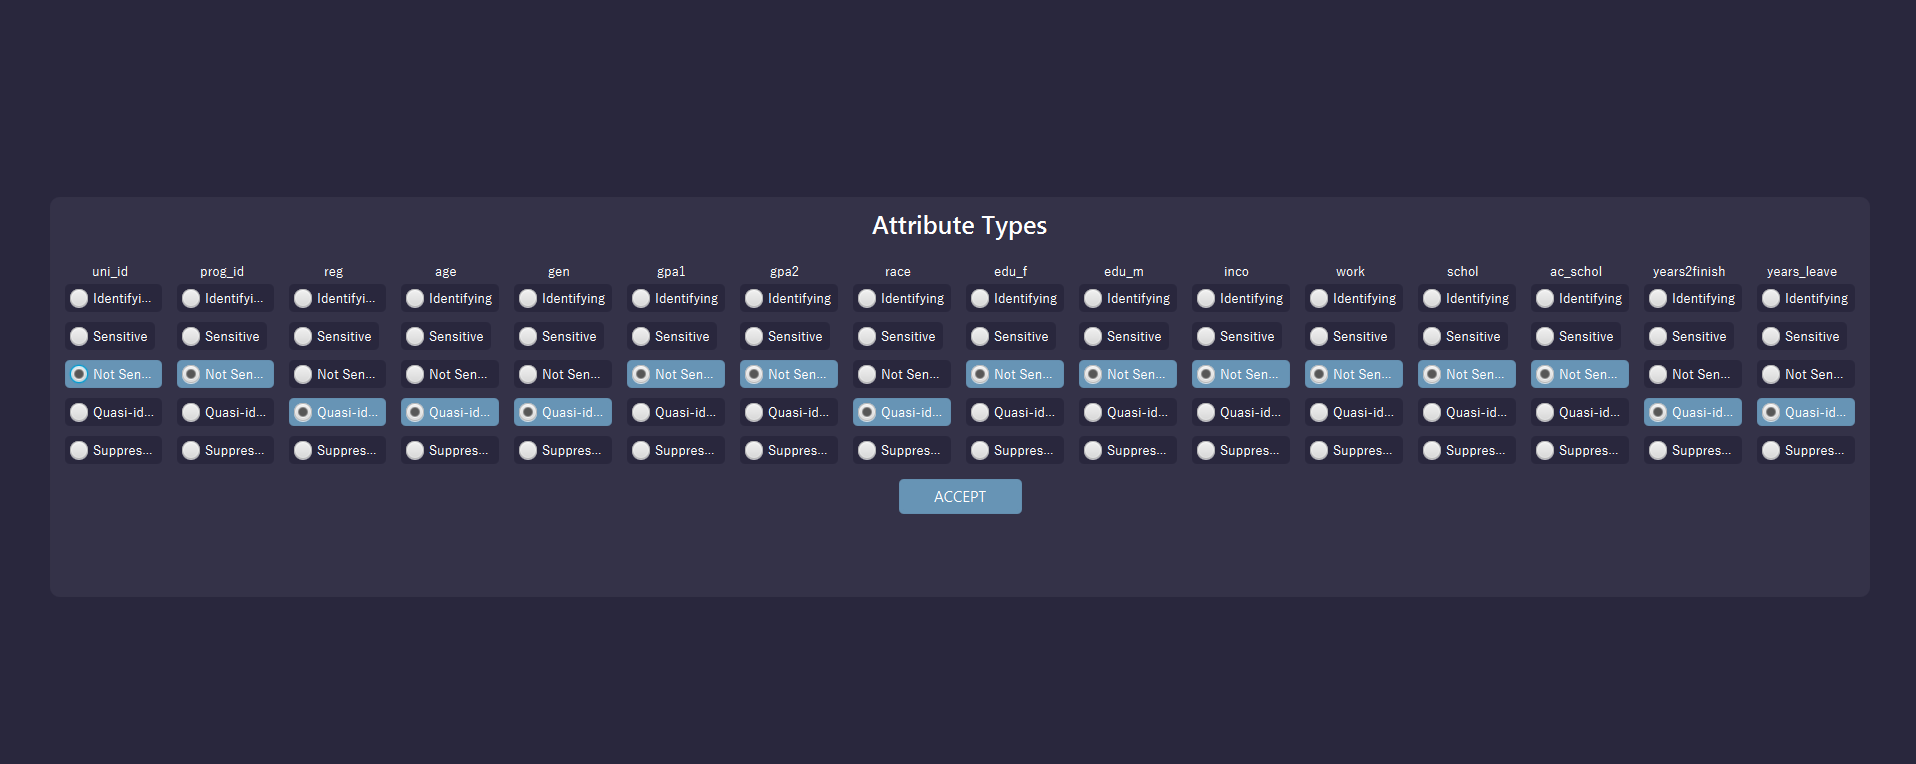 Attribute Types
uni_id prog_id reg age gen gpa1 gpa2 race edu_f edu_m inco work schol ac_schol years2finish years_leave
Identifyi... Identifyi... Identifyi... Identifying Identifying Identifying Identifying Identifying Identifying Identifying Identifying Identifying Identifying Identifying Identifying Identifying
Sensitive Sensitive Sensitive Sensitive Sensitive Sensitive Sensitive Sensitive Sensitive Sensitive Sensitive Sensitive Sensitive Sensitive Sensitive Sensitive
Not Sen... Not Sen... Not Sen... Not Sen... Not Sen... Not Sen... Not Sen... Not Sen... Not Sen... Not Sen... Not Sen... Not Sen... Not Sen... Not Sen... Not Sen... Not Sen...
Quasi-id... Quasi-id... Quasi-id... Quasi-id... Quasi-id... Quasi-id... Quasi-id... Quasi-id... Quasi-id... Quasi-id... Quasi-id... Quasi-id... Quasi-id... Quasi-id... Quasi-id... Quasi-id...
Suppres... Suppres... Suppres... Suppres... Suppres... Suppres... Suppres... Suppres... Suppres... Suppres... Suppres... Suppres... Suppres... Suppres... Suppres... Suppres...
ACCEPT